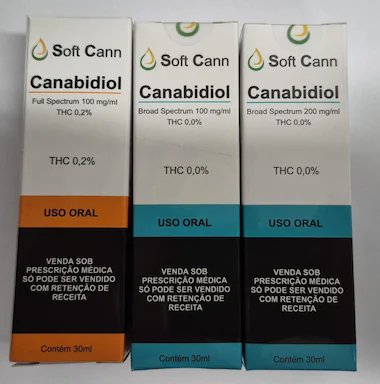 Soft Cann
Canabidiol
Full Spectrum 100 mg/ml
THC 0,2%
THC 0,2%
USO ORAL
VENDA SOB
PRESCRIÇÃO MÉDICA
SÓ PODE SER VENDIDO
COM RETENÇÃO DE
RECEITA
Contém 30ml
Soft Cann
Canabidiol
Broad Spectrum 100 mg/ml
THC 0,0%
THC 0,0%
USO ORAL
VENDA SOB
PRESCRIÇÃO MÉDICA
SÓ PODE SER VENDIDO
COM RETENÇÃO DE
RECEITA
Contém 30ml
Soft Cann
Canabidiol
Broad Spectrum 200 mg/ml
THC 0,0%
THC 0,0%
USO ORAL
VENDA SOB
PRESCRIÇÃO MÉDICA
SÓ PODE SER VENDIDO
COM RETENÇÃO DE
RECEITA
Contém 30ml